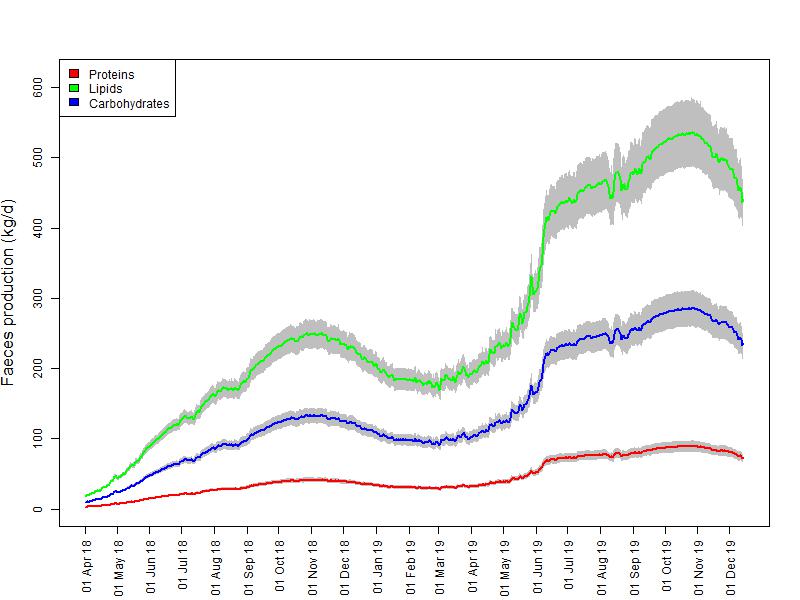 Proteins
Lipids
Carbohydrates
Faeces production (kg/d)
600
500
400
300
200
100
0
01 Apr 18
01 May 18
01 Jun 18
01 Jul 18
01 Aug 18
01 Sep 18
01 Oct 18
01 Nov 18
01 Dec 18
01 Jan 19
01 Feb 19
01 Mar 19
01 Apr 19
01 May 19
01 Jun 19
01 Jul 19
01 Aug 19
01 Sep 19
01 Oct 19
01 Nov 19
01 Dec 19